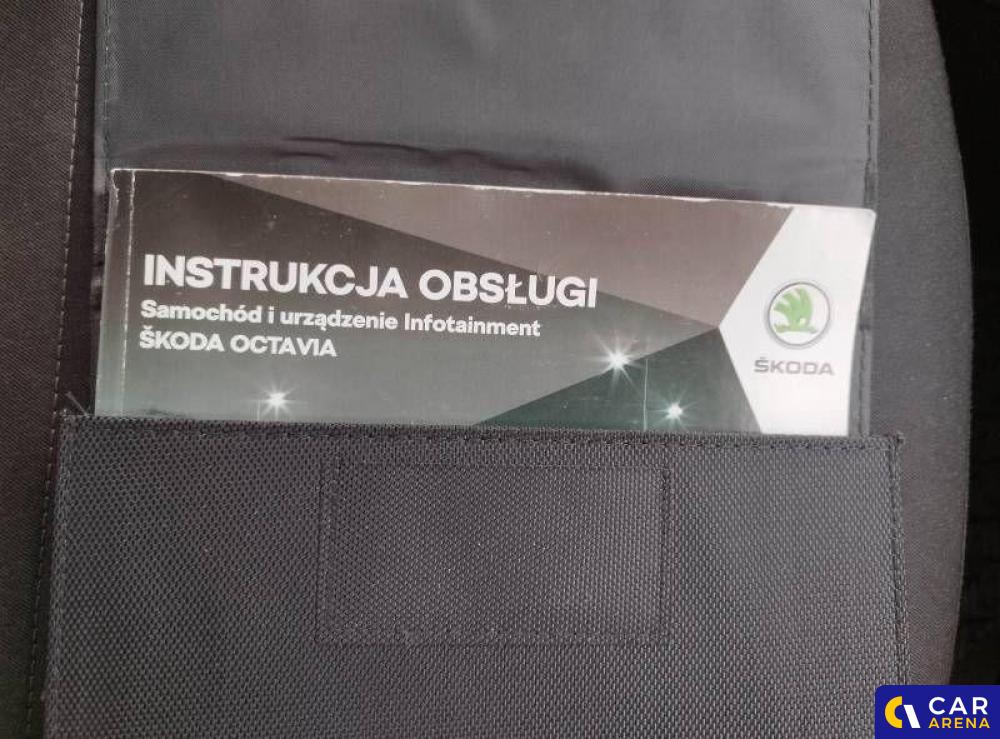 INSTRUKCJA OBSŁUGI
Samochód i urządzenie Infotainment
ŠKODA OCTAVIA
ŠKODA
CAR
ARENA